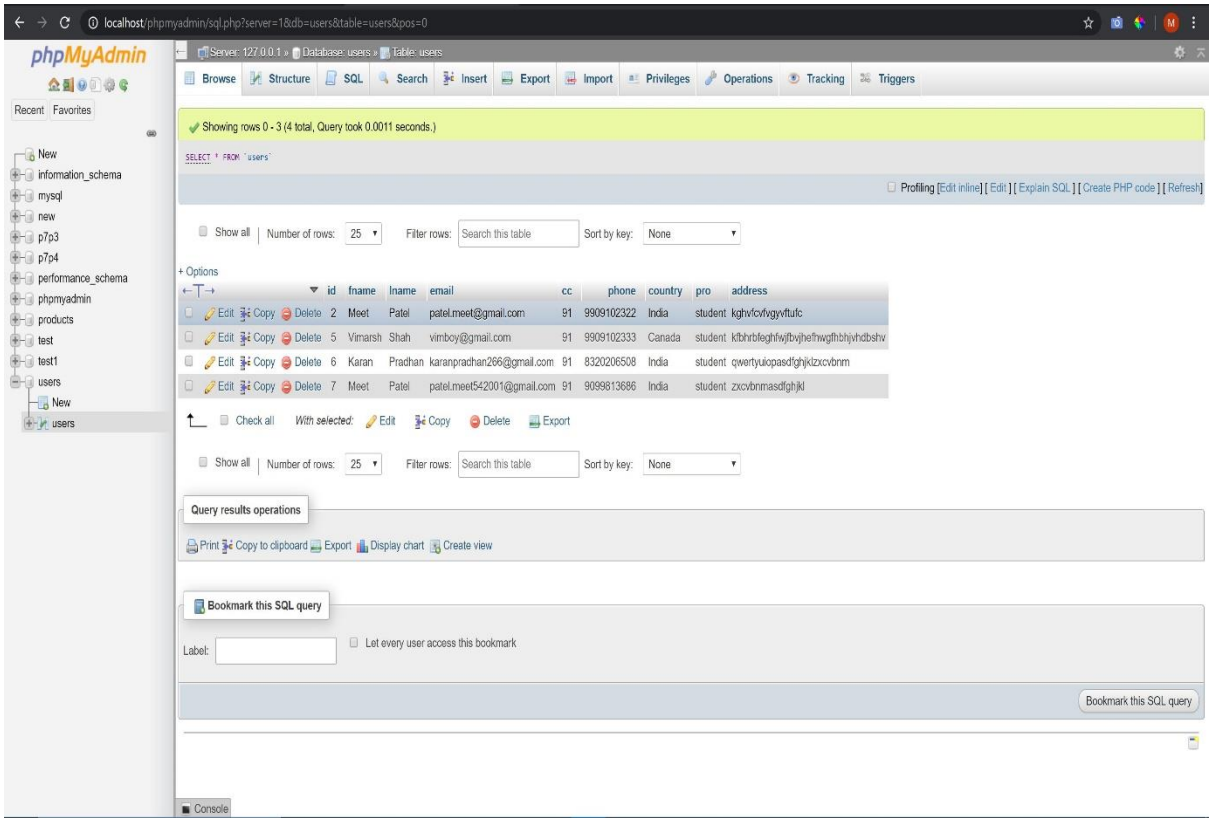 localhost/phpmyadmin/sql.php?server=1&db=users&table=users&pos=0
M
phpMyAdmin
Recent Favorites
New
information_schema
mysql
new
p7p3
p7p4
performance_schema
phpmyadmin
products
test
test1
users
New
users
Server: 127.0.0.1 » Database: users » Table: users
Browse Structure SQL Search Insert Export Import Privileges Operations Tracking Triggers
Showing rows 0 - 3 (4 total, Query took 0.0011 seconds.)
SELECT * FROM `users`
Profiling [Edit inline] [ Edit ] [ Explain SQL ] [ Create PHP code ] [ Refresh]
Show all | Number of rows: 25 Filter rows: Search this table Sort by key: None
+ Options
←T→ id fname lname email cc phone country pro address
Edit Copy Delete 2 Meet Patel patel.meet@gmail.com 91 9909102322 India student kghvfcvfvgyvftufc
Edit Copy Delete 5 Vimarsh Shah vimboy@gmail.com 91 9909102333 Canada student kfbhrbfeghfwjfbvjhefhwgfhbhjvhdbshv
Edit Copy Delete 6 Karan Pradhan karanpradhan266@gmail.com 91 8320206508 India student qwertyuiopasdfghjklzxcvbnm
Edit Copy Delete 7 Meet Patel patel.meet542001@gmail.com 91 9099813686 India student zxcvbnmasdfghjkl
Check all With selected: Edit Copy Delete Export
Show all | Number of rows: 25 Filter rows: Search this table Sort by key: None
Query results operations
Print Copy to clipboard Export Display chart Create view
Bookmark this SQL query
Label: Let every user access this bookmark
Bookmark this SQL query
Console